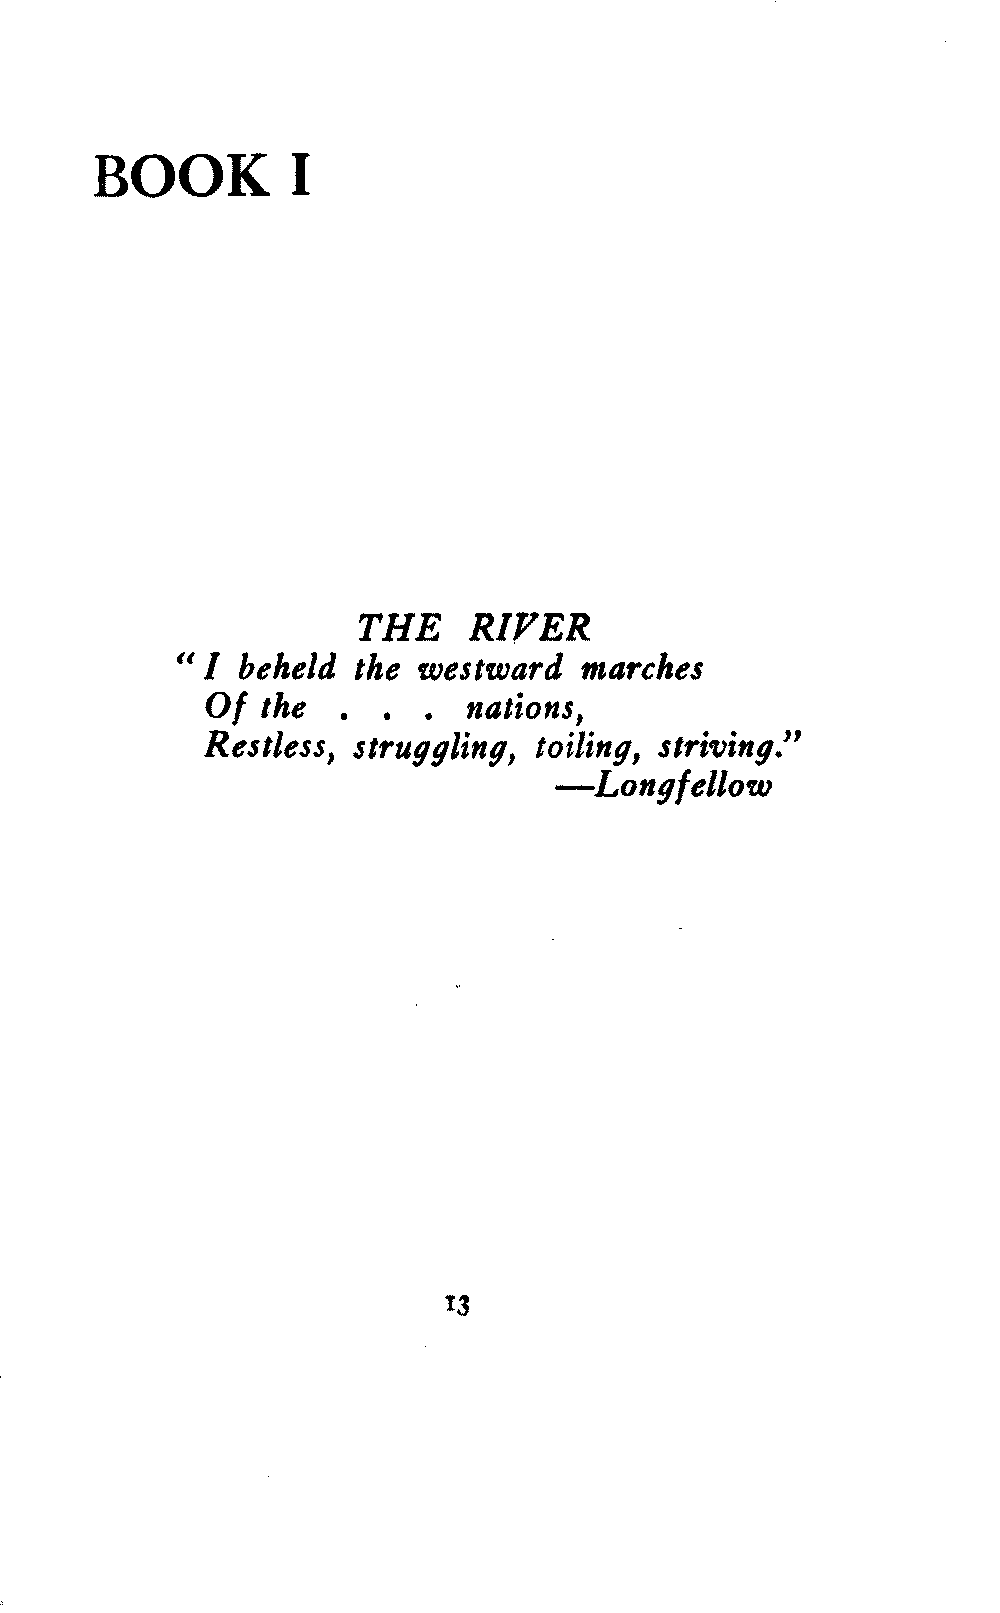 BOOK I
THE RIVER
“I beheld the westward marches
Of the . . . nations,
Restless, struggling, toiling, striving.”
—Longfellow
13